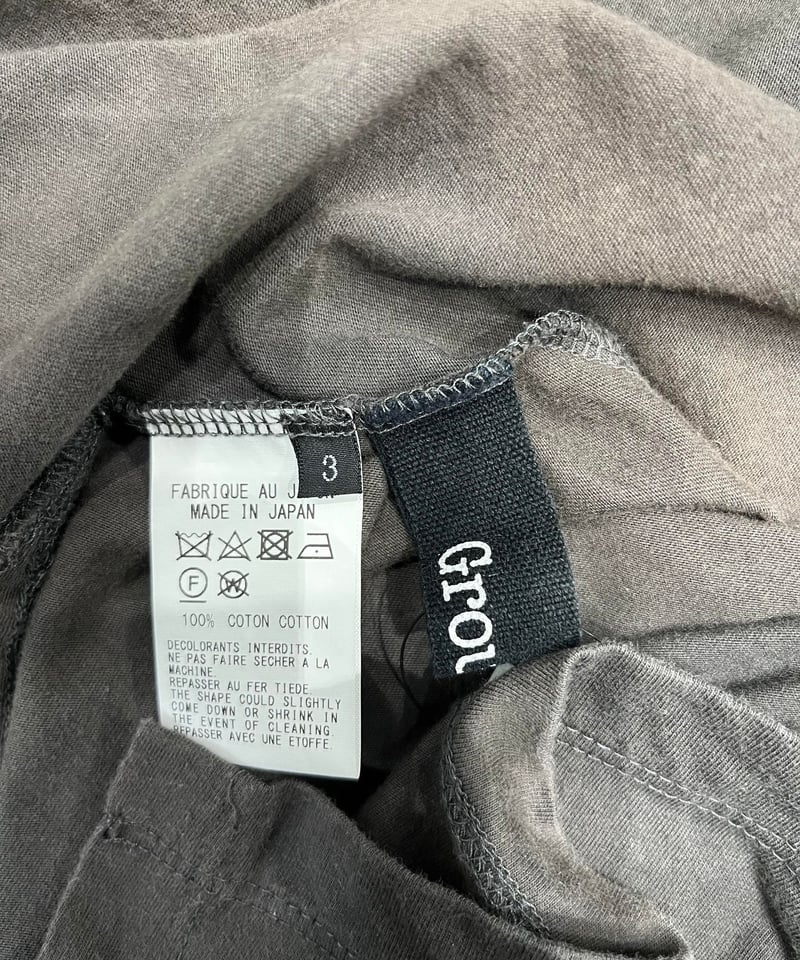 3
FABRIQUE AU
MADE IN JAPAN
F
W
100% COTON COTTON
DECOLORANTS INTERDITS.
NE PAS FAIRE SECHER A LA
MACHINE.
REPASSER AU FER TIEDE.
THE SHAPE COULD SLIGHTLY
COME DOWN OR SHRINK IN
THE EVENT OF CLEANING.
REPASSER AVEC UNE ETOFFE.